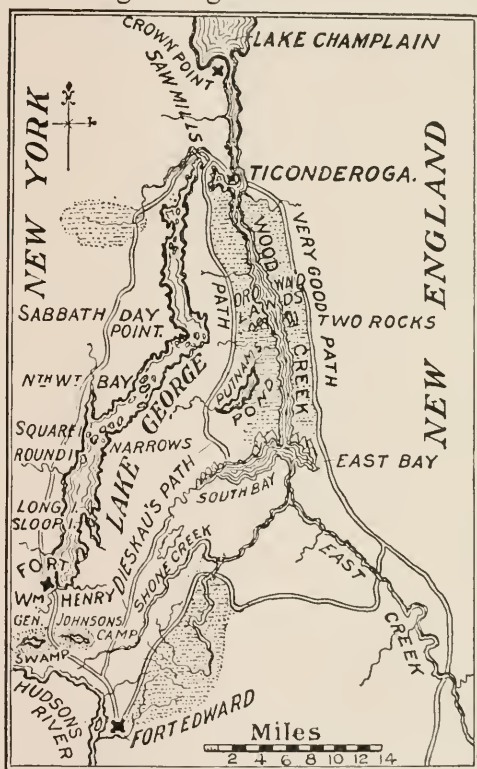 LAKE CHAMPLAIN
CROWN POINT
SAW MILLS
NEW YORK
TICONDEROGA.
NEW ENGLAND
WOOD
CREEK
VERY GOOD
PATH
DROWND
LANDS
TWO ROCKS
SABBATH DAY
POINT.
PATH
PUTNAMS
POND
NTH WT BAY
LAKE GEORGE
SQUARE
ROUND I
NARROWS
EAST BAY
SOUTH BAY
LONG
SLOOP I.
DIESKAU'S PATH
FORT
WM HENRY
SHONE CREEK
EAST
CREEK
GEN. JOHNSONS
CAMP
SWAMP
HUDSONS
RIVER
FORT EDWARD
Miles
2 4 6 8 10 12 14